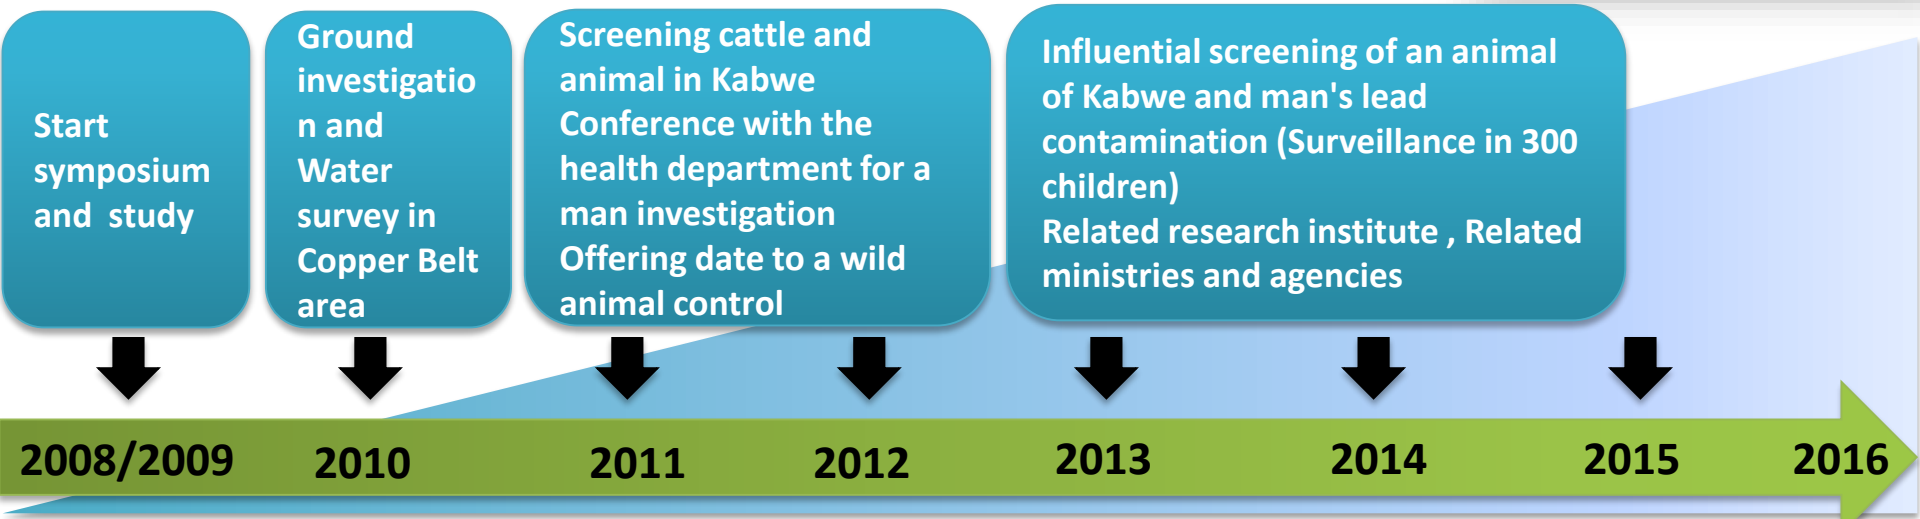 Start
symposium
and study
Ground
investigatio
n and
Water
survey in
Copper Belt
area
Screening cattle and
animal in Kabwe
Conference with the
health department for a
man investigation
Offering date to a wild
animal control
Influential screening of an animal
of Kabwe and man's lead
contamination (Surveillance in 300
children)
Related research institute , Related
ministries and agencies
2008/2009
2010
2011
2012
2013
2014
2015
2016